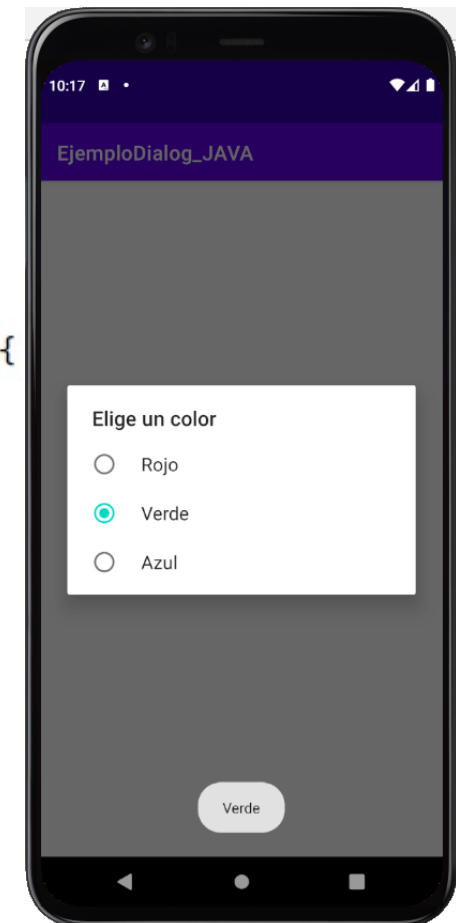 10:17
EjemploDialog_JAVA
{
Elige un color
Rojo
Verde
Azul
Verde